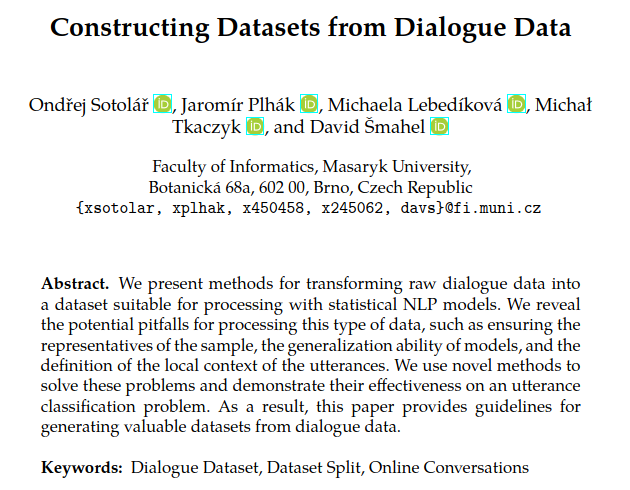 Constructing Datasets from Dialogue Data
Ondřej Sotolář iD, Jaromír Plhák iD, Michaela Lebedíková iD, Michał
Tkaczyk iD, and David Šmahel iD
Faculty of Informatics, Masaryk University,
Botanická 68a, 602 00, Brno, Czech Republic
{xsotolar, xplhak, x450458, x245062, davs}@fi.muni.cz
Abstract. We present methods for transforming raw dialogue data into
a dataset suitable for processing with statistical NLP models. We reveal
the potential pitfalls for processing this type of data, such as ensuring the
representatives of the sample, the generalization ability of models, and the
definition of the local context of the utterances. We use novel methods to
solve these problems and demonstrate their effectiveness on an utterance
classification problem. As a result, this paper provides guidelines for
generating valuable datasets from dialogue data.
Keywords: Dialogue Dataset, Dataset Split, Online Conversations